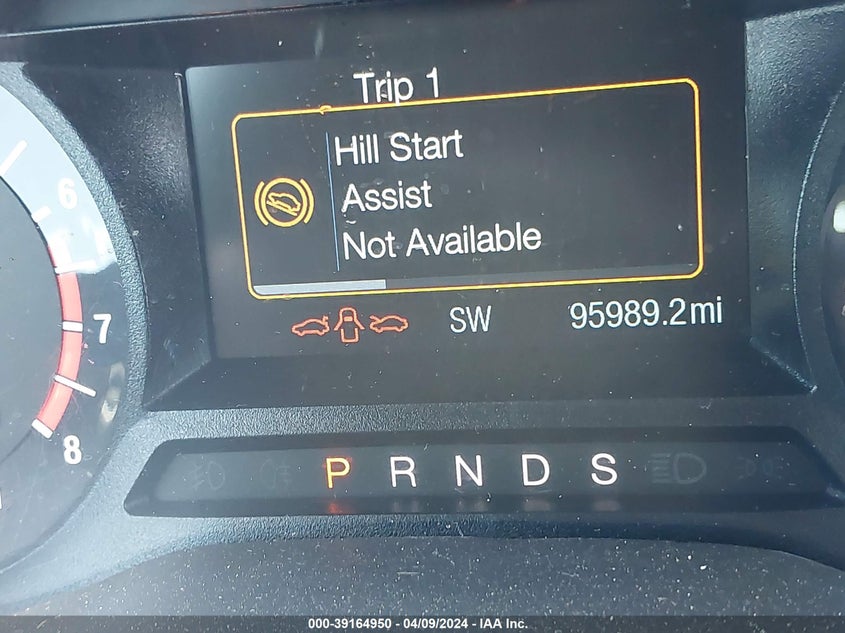 Trip 1
Hill Start
Assist
Not Available
SW 95989.2mi
6
7
8
P R N D S
000-39164950 - 04/09/2024 - IAA Inc.